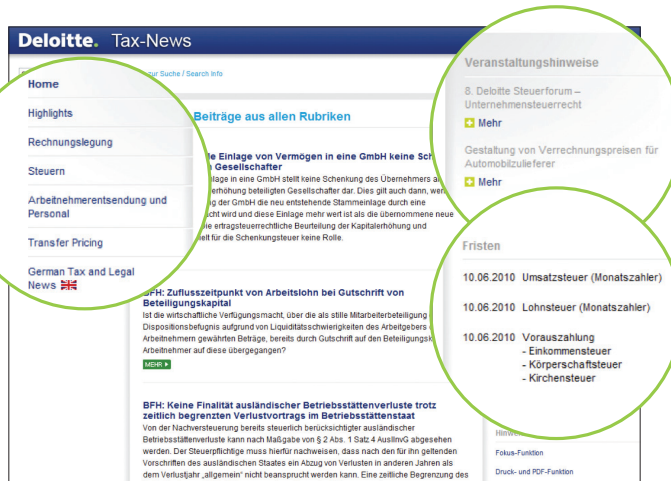 Deloitte. Tax-News
zur Suche / Search Info
Home
Highlights
Rechnungslegung
Steuern
Arbeitnehmerentsendung und
Personal
Transfer Pricing
German Tax and Legal
News
Beiträge aus allen Rubriken
Einlage von Vermögen in eine GmbH keine
Gesellschafter
in eine GmbH stellt keine Schenkung des Übernehmers
beteiligten Gesellschafter dar. Dies gilt auch dann,
der GmbH die neu entstehende Stammeinlage durch eine
wird und diese Einlage mehr wert ist als die übernommene neue
ertragsteuerrechtliche Beurteilung der Kapitalerhöhung und
für die Schenkungsteuer keine Rolle.
BFH: Zuflusszeitpunkt von Arbeitslohn bei Gutschrift von
Beteiligungskapital
Ist die wirtschaftliche Verfügungsmacht, über die als stille Mitarbeiterbeteiligung
Dispositionsbefugnis aufgrund von Liquiditätsschwierigkeiten des Arbeitgebers
Arbeitnehmern gewährten Beträge, bereits durch Gutschrift auf den
Arbeitnehmer auf diese übergegangen?
MEHR
BFH: Keine Finalität ausländischer Betriebsstättenverluste trotz
zeitlich begrenzten Verlustvortrags im Betriebsstättenstaat
Von der Nachversteuerung bereits steuerlich berücksichtigter ausländischer
Betriebsstättenverluste kann nach Maßgabe von § 2 Abs. 1 Satz 4 AuslInvG abgesehen
werden. Der Steuerpflichtige muss hierfür nachweisen, dass nach den für ihn geltenden
Vorschriften des ausländischen Staates ein Abzug von Verlusten in anderen Jahren als
dem Verlustjahr „allgemein“ nicht beansprucht werden kann. Eine zeitliche Begrenzung des
Veranstaltungshinweise
8. Deloitte Steuerforum –
Unternehmensteuerrecht
Mehr
Gestaltung von Verrechnungspreisen für
Automobilzulieferer
Mehr
Fristen
10.06.2010 Umsatzsteuer (Monatszahler)
10.06.2010 Lohnsteuer (Monatszahler)
10.06.2010 Vorauszahlung
- Einkommensteuer
- Körperschaftsteuer
- Kirchensteuer
Fokus-Funktion
Druck- und PDF-Funktion